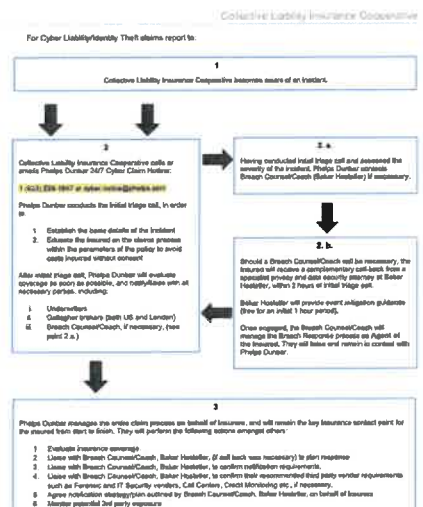 Collective Liability Insurance Cooperative
For Cyber Liability/Identity Theft claims report to:
1
Collective Liability Insurance Cooperative becomes aware of an incident.
2
Collective Liability Insurance Cooperative calls or
emails Phelps Dunbar 24/7 Cyber Claim Hotline:
or cyber.notice@phelps.com
Phelps Dunbar conducts the initial triage call, in order
to
1 Establish the basic details of the incident
2. Educate the insured on the claims process
within the parameters of the policy to avoid
costs incurred without consent
After initial triage call, Phelps Dunbar will evaluate
coverage as soon as possible, and notify/liaise with all
necessary parties, including:
i. Underwriters
ii. Gallagher brokers (both US and London)
iii. Breach Counsel/Coach, if necessary, (see
point 2.a.)
2. a.
Having conducted initial triage call and assessed the
severity of the incident, Phelps Dunbar contacts
Breach Counsel/Coach (Baker Hostetler) if necessary.
2. b.
Should a Breach Counsel/Coach call be necessary, the
Insured will receive a complementary call-back from a
specialist privacy and data security attorney at Baker
Hostetler, within 2 hours of initial triage call.
Baker Hostetler will provide event mitigation guidance
(free for an initial 1 hour period).
Once engaged, the Breach Counsel/Coach will
manage the Breach Response process as Agent of
the Insured. They will liaise and remain in contact with
Phelps Dunbar.
3
Phelps Dunbar manages the entire claim process on behalf of Insurers, and will remain the key insurance contact point for
the insured from start to finish. They will perform the following actions amongst others:
1 Evaluate insurance coverage
2 Liaise with Breach Counsel/Coach, Baker Hostetler, (if call back was necessary) to plan response
3 Liaise with Breach Counsel/Coach, Baker Hostetler, to confirm notification requirements.
4 Liaise with Breach Counsel/Coach, Baker Hostetler, to confirm their recommended third party vendor requirements
such as Forensic and IT Security vendors, Call Centers, Credit Monitoring etc., if necessary.
5 Agree notification strategy/plan outlined by Breach Counsel/Coach, Baker Hostetler, on behalf of Insurers
6 Monitor potential 3rd party exposure